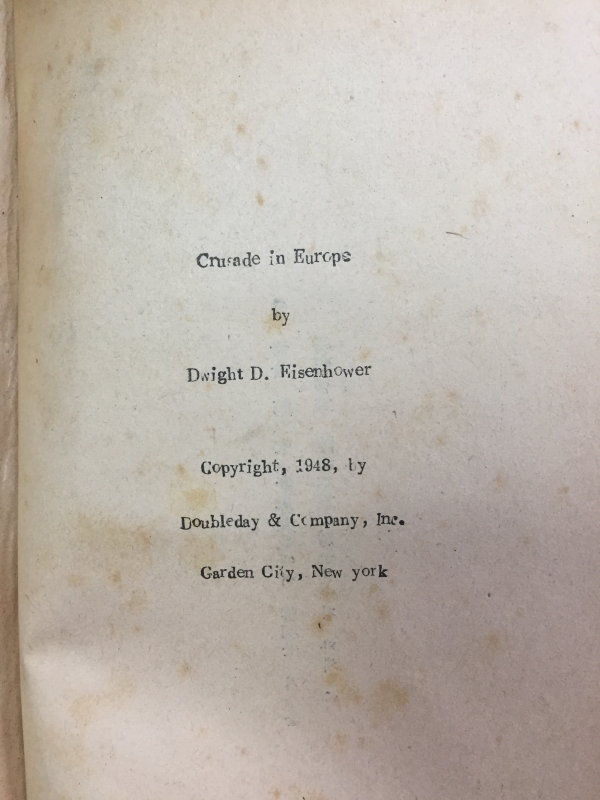 Crusade in Europe
by
Dwight D. Eisenhower
Copyright, 1948, by
Doubleday & Company, Inc.
Garden City, New york